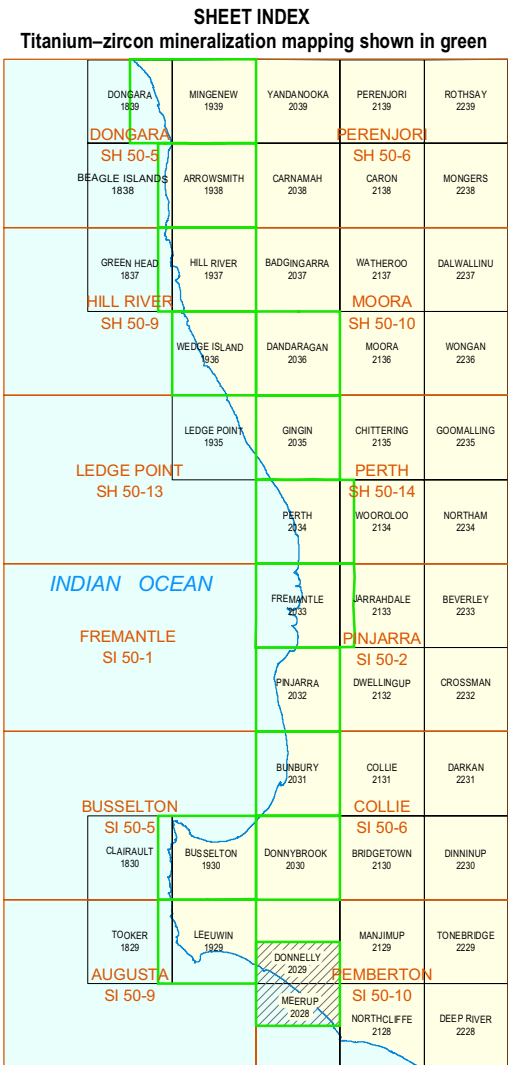 SHEET INDEX
Titanium–zircon mineralization mapping shown in green
DONGARA
1839
MINGENEW
1939
YANDANOOKA
2039
PERENJORI
2139
ROTHSAY
2239
DONGARA
SH 50-5
PERENJORI
SH 50-6
BEAGLE ISLANDS
1838
ARROWSMITH
1938
CARNAMAH
2038
CARON
2138
MONGERS
2238
GREEN HEAD
1837
HILL RIVER
1937
BADGINGARRA
2037
WATHEROO
2137
DALWALLINU
2237
HILL RIVER
SH 50-9
MOORA
SH 50-10
WEDGE ISLAND
1936
DANDARAGAN
2036
MOORA
2136
WONGAN
2236
LEDGE POINT
1935
GINGIN
2035
CHITTERING
2135
GOOMALLING
2235
LEDGE POINT
SH 50-13
PERTH
SH 50-14
PERTH
2034
WOOROLOO
2134
NORTHAM
2234
INDIAN OCEAN
FREMANTLE
2033
JARRAHDALE
2133
BEVERLEY
2233
FREMANTLE
SI 50-1
PINJARRA
SI 50-2
PINJARRA
2032
DWELLINGUP
2132
CROSSMAN
2232
BUNBURY
2031
COLLIE
2131
DARKAN
2231
BUSSELTON
SI 50-5
COLLIE
SI 50-6
CLAIRAULT
1830
BUSSELTON
1930
DONNYBROOK
2030
BRIDGETOWN
2130
DINNINUP
2230
TOOKER
1829
LEEUWIN
1929
DONNELLY
2029
MANJIMUP
2129
TONEBRIDGE
2229
AUGUSTA
SI 50-9
PEMBERTON
SI 50-10
MEERUP
2028
NORTHCLIFFE
2128
DEEP RIVER
2228